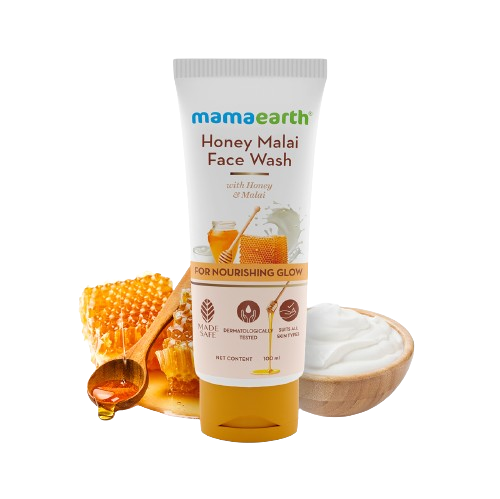 mamaearth®
Honey Malai
Face Wash
with Honey
& Malai
FOR NOURISHING GLOW
MADE
SAFE
DERMATOLOGICALLY
TESTED
SUITS ALL
SKIN TYPES
NET CONTENT 100 ml